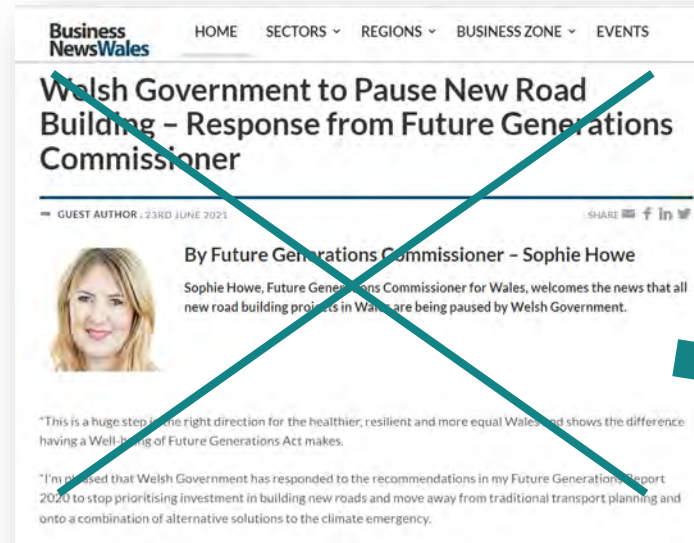 Business
NewsWales
HOME SECTORS REGIONS BUSINESS ZONE EVENTS
Welsh Government to Pause New Road
Building – Response from Future Generations
Commissioner
GUEST AUTHOR . 23RD JUNE 2021 SHARE
By Future Generations Commissioner – Sophie Howe
Sophie Howe, Future Generations Commissioner for Wales, welcomes the news that all
new road building projects in Wales are being paused by Welsh Government.
"This is a huge step in the right direction for the healthier, resilient and more equal Wales and shows the difference
having a Well-being of Future Generations Act makes.
"I'm pleased that Welsh Government has responded to the recommendations in my Future Generations Report
2020 to stop prioritising investment in building new roads and move away from traditional transport planning and
onto a combination of alternative solutions to the climate emergency.